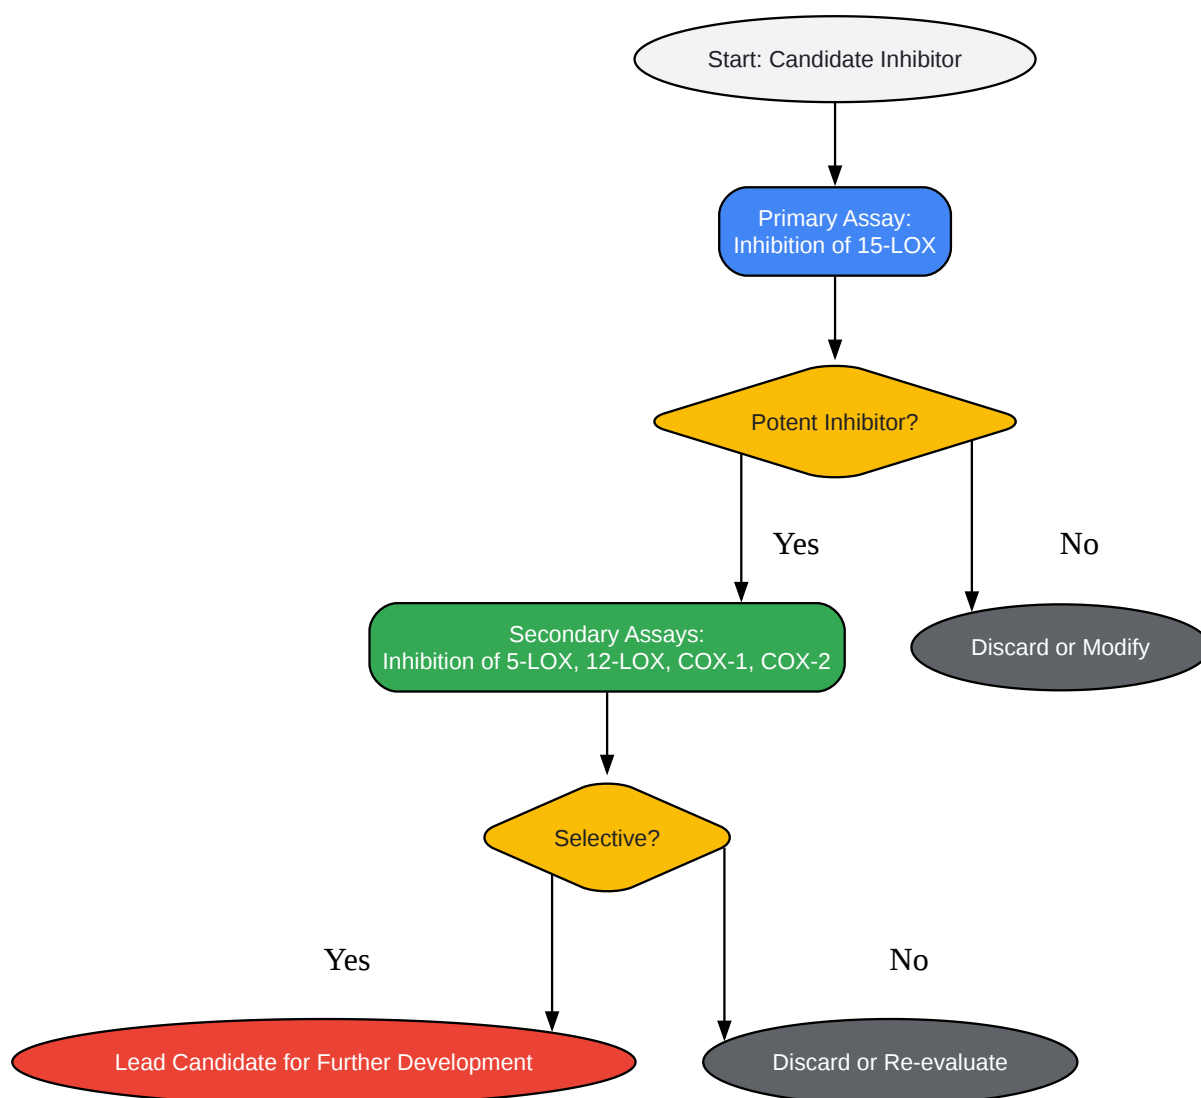 Start: Candidate Inhibitor
Primary Assay:
Inhibition of 15-LOX
Potent Inhibitor?
Yes
No
Secondary Assays:
Inhibition of 5-LOX, 12-LOX, COX-1, COX-2
Discard or Modify
Selective?
Yes
No
Lead Candidate for Further Development
Discard or Re-evaluate